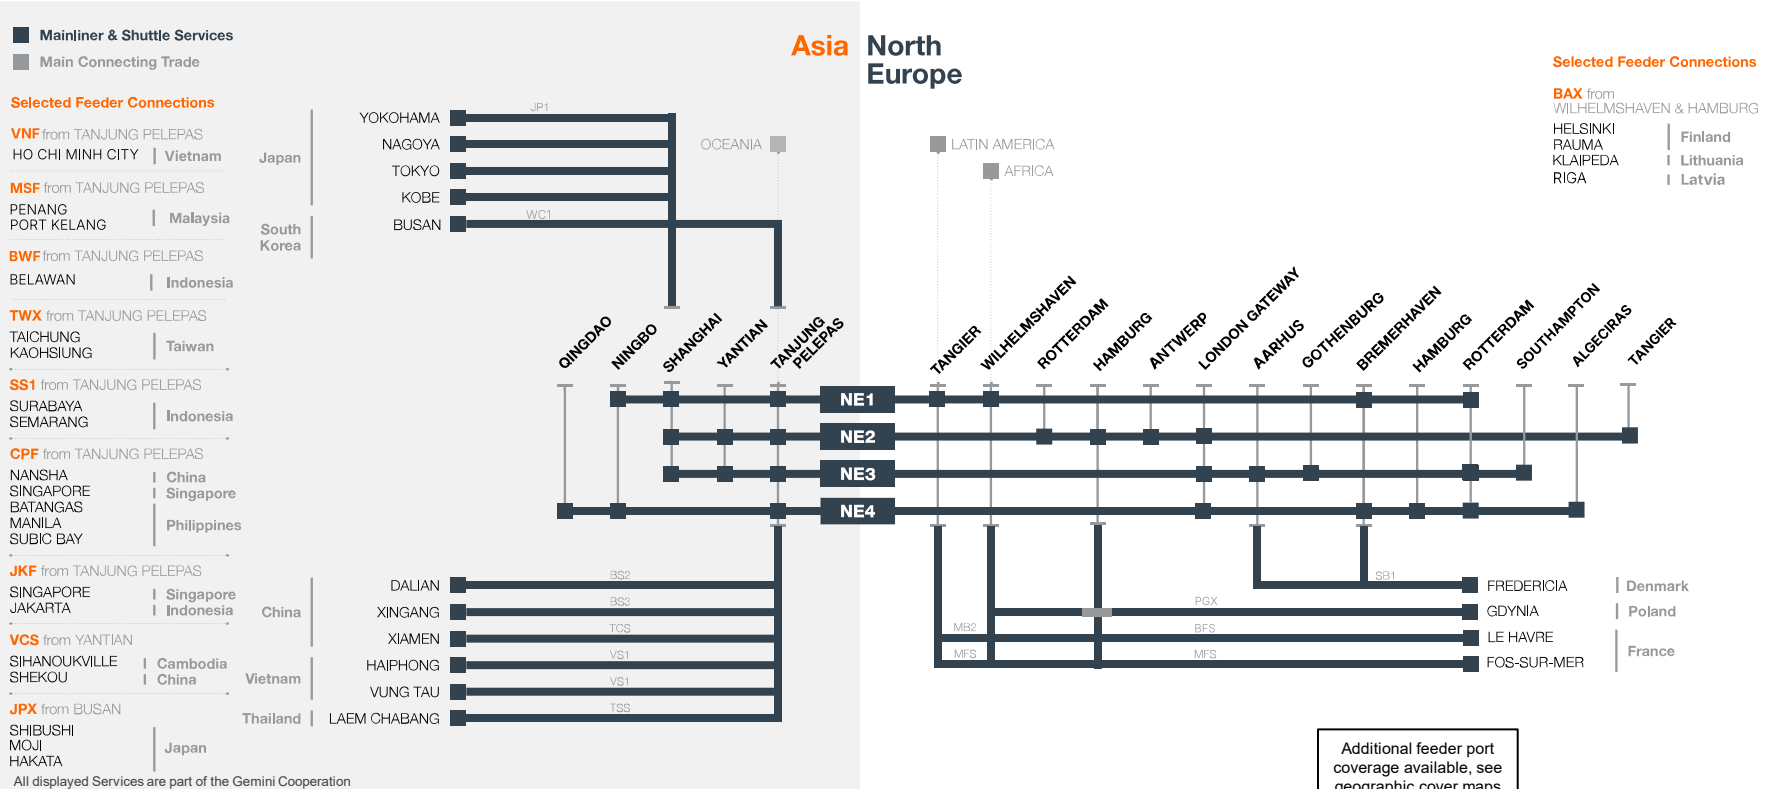 Mainliner & Shuttle Services
Main Connecting Trade
Asia
North
Europe
Selected Feeder Connections
VNF from TANJUNG PELEPAS
HO CHI MINH CITY
Vietnam
MSF from TANJUNG PELEPAS
PENANG
PORT KELANG
Malaysia
BWF from TANJUNG PELEPAS
BELAWAN
Indonesia
TWX from TANJUNG PELEPAS
TAICHUNG
KAOHSIUNG
Taiwan
SS1 from TANJUNG PELEPAS
SURABAYA
SEMARANG
Indonesia
CPF from TANJUNG PELEPAS
NANSHA
China
SINGAPORE
Singapore
BATANGAS
MANILA
SUBIC BAY
Philippines
JKF from TANJUNG PELEPAS
SINGAPORE
Singapore
JAKARTA
Indonesia
VCS from YANTIAN
SIHANOUKVILLE
Cambodia
SHEKOU
China
JPX from BUSAN
SHIBUSHI
MOJI
HAKATA
Japan
All displayed Services are part of the Gemini Cooperation
Japan
YOKOHAMA
JP1
NAGOYA
TOKYO
KOBE
South
Korea
BUSAN
WC1
OCEANIA
LATIN AMERICA
AFRICA
QINGDAO
NINGBO
SHANGHAI
YANTIAN
TANJUNG
PELEPAS
TANGIER
WILHELMSHAVEN
ROTTERDAM
HAMBURG
ANTWERP
LONDON GATEWAY
AARHUS
GOTHENBURG
BREMERHAVEN
HAMBURG
ROTTERDAM
SOUTHAMPTON
ALGECIRAS
TANGIER
NE1
NE2
NE3
NE4
China
DALIAN
BS2
XINGANG
BS3
XIAMEN
TCS
Vietnam
HAIPHONG
VS1
VUNG TAU
VS1
Thailand
LAEM CHABANG
TSS
SB1
FREDERICIA
Denmark
PGX
GDYNIA
Poland
MB2
BFS
LE HAVRE
MFS
MFS
FOS-SUR-MER
France
Selected Feeder Connections
BAX from
WILHELMSHAVEN & HAMBURG
HELSINKI
RAUMA
Finland
KLAIPEDA
Lithuania
RIGA
Latvia
Additional feeder port
coverage available, see
geographic cover maps